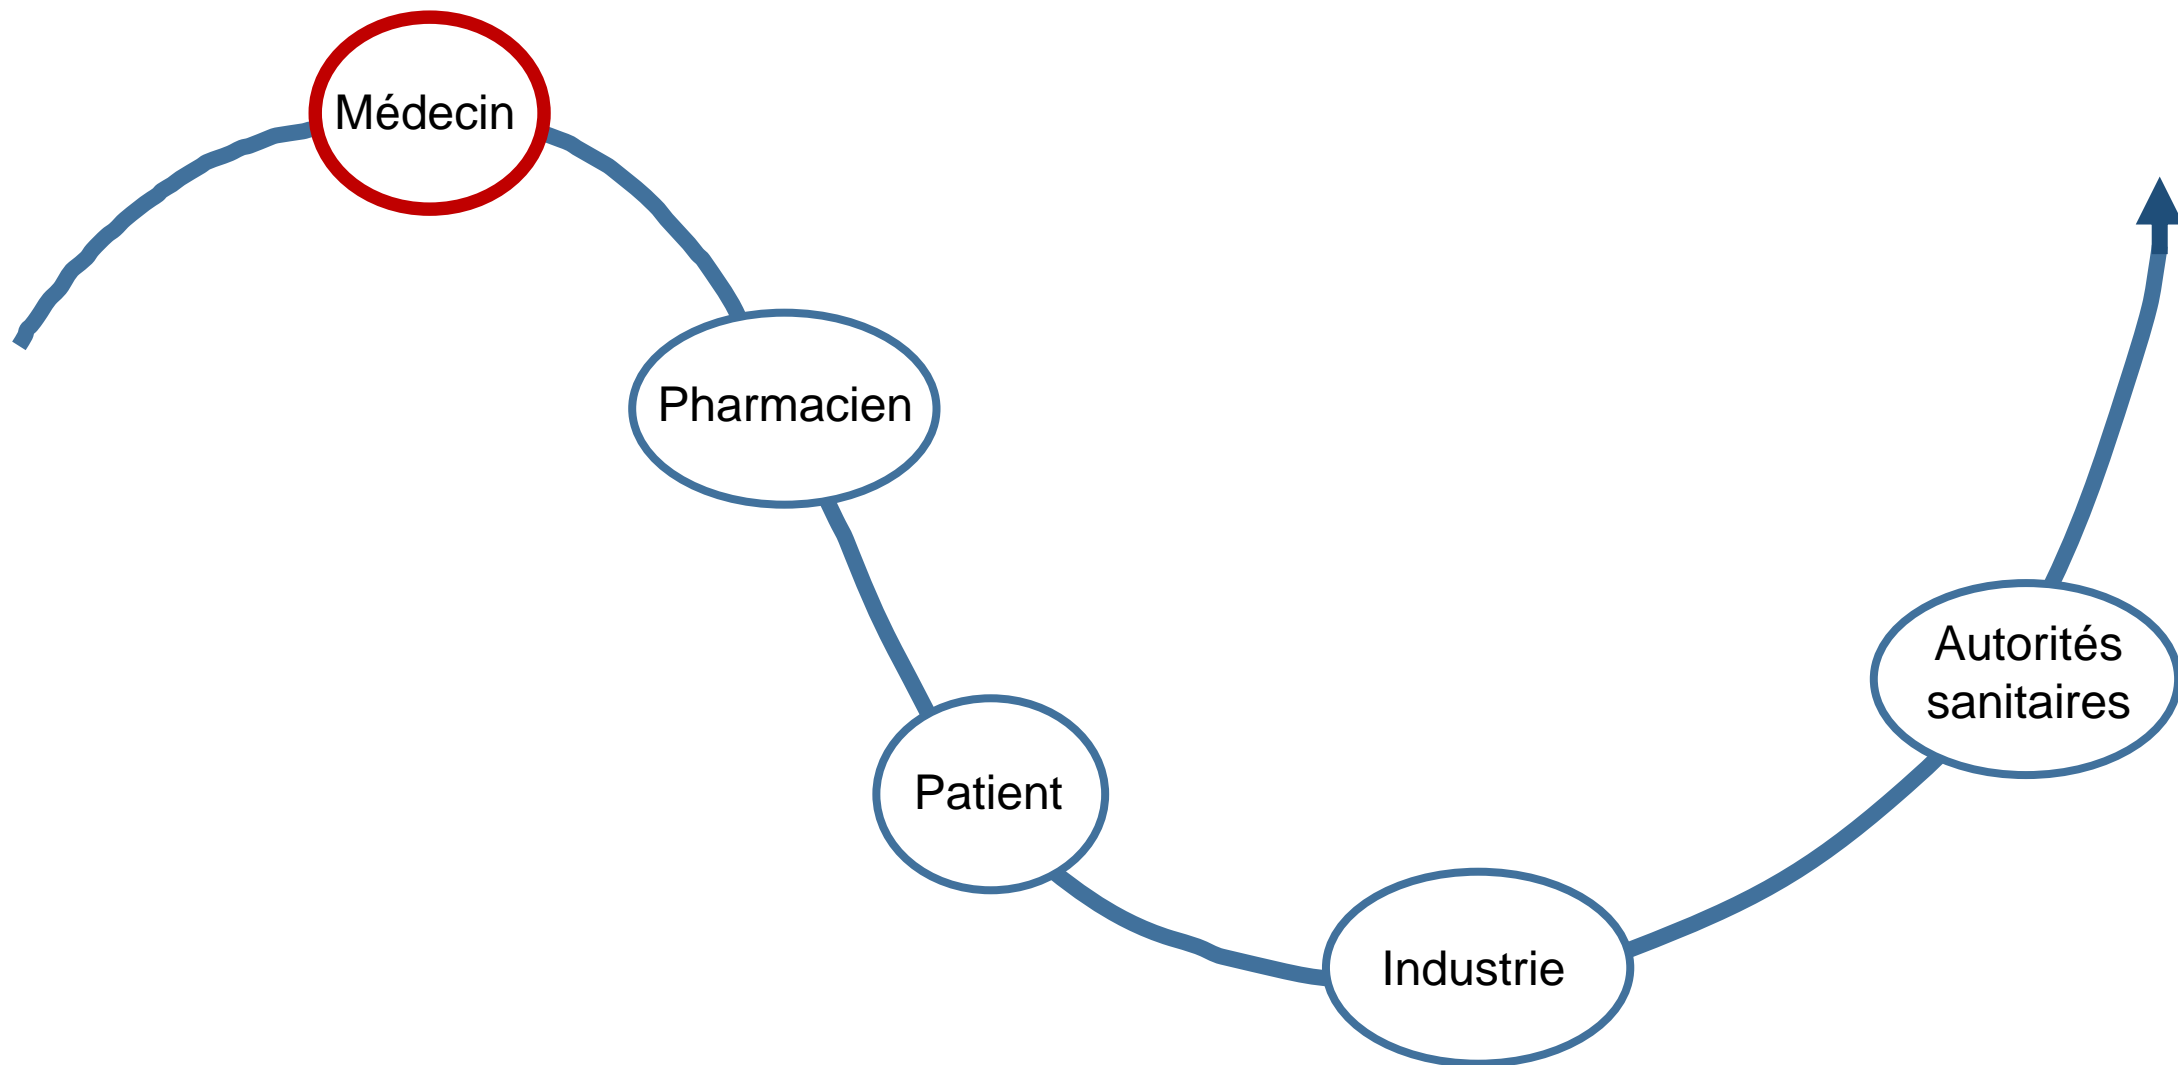 Médecin
Pharmacien
Patient
Industrie
Autorités
sanitaires